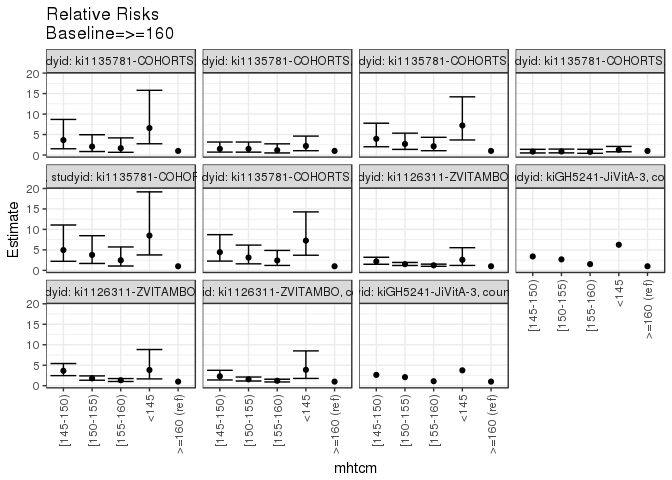 Relative Risks
Baseline=>=160
dyid: ki1135781-COHORTS
dyid: ki1135781-COHORTS
dyid: ki1135781-COHORTS
dyid: ki1135781-COHORTS
20
15
10
5
0
studyid: ki1135781-COHOR
dyid: ki1135781-COHORTS
dyid: ki1126311-ZVITAMBO
dyid: kiGH5241-JiVitA-3, cou
20
15
10
5
0
Estimate
dyid: ki1126311-ZVITAMBO
id: ki1126311-ZVITAMBO, c
id: kiGH5241-JiVitA-3, coun
20
15
10
5
0
[145-150)
[150-155)
[155-160)
<145
>=160 (ref)
[145-150)
[150-155)
[155-160)
<145
>=160 (ref)
[145-150)
[150-155)
[155-160)
<145
>=160 (ref)
[145-150)
[150-155)
[155-160)
<145
>=160 (ref)
mhtcm